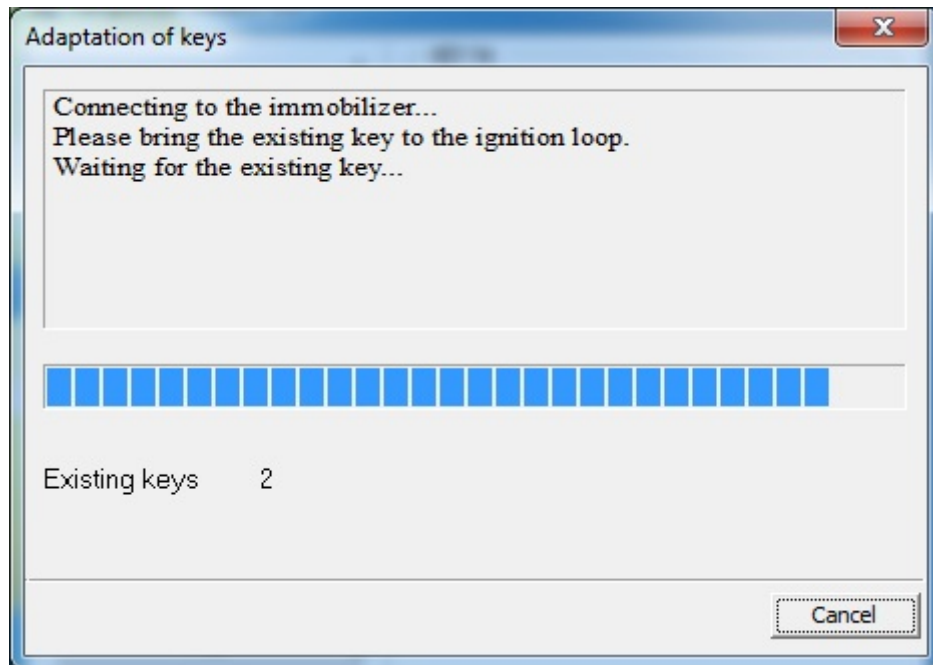 Adaptation of keys
Connecting to the immobilizer...
Please bring the existing key to the ignition loop.
Waiting for the existing key...
Existing keys 2
Cancel